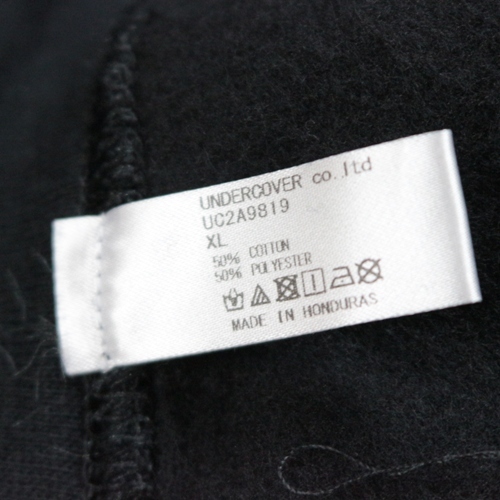 UNDERCOVER co.,ltd
UC2A9819
XL
50% COTTON
50% POLYESTER
MADE IN HONDURAS